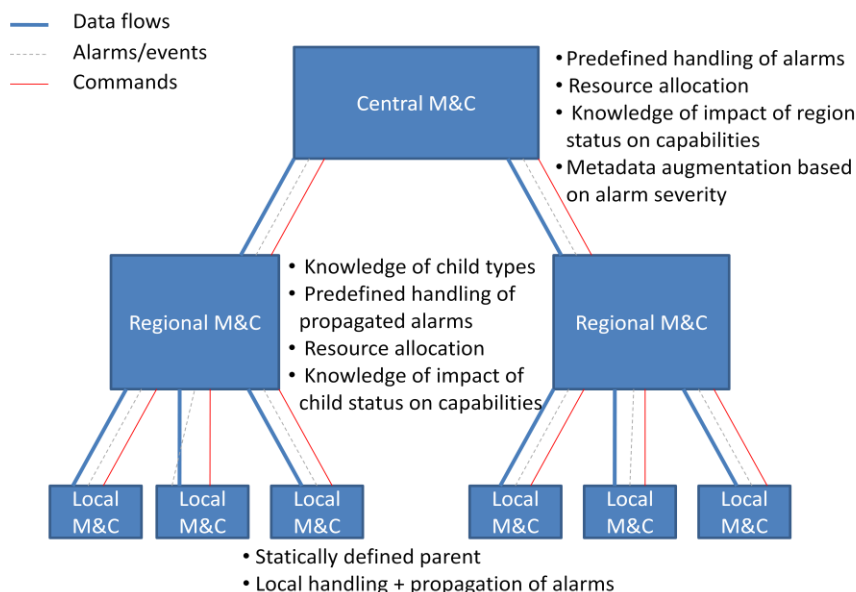 Data flows
Alarms/events
Commands
Central M&C
• Predefined handling of alarms
• Resource allocation
• Knowledge of impact of region
status on capabilities
• Metadata augmentation based
on alarm severity
Regional M&C
• Knowledge of child types
• Predefined handling of
propagated alarms
• Resource allocation
• Knowledge of impact of
child status on capabilities
Regional M&C
Local
M&C
Local
M&C
Local
M&C
Local
M&C
Local
M&C
Local
M&C
• Statically defined parent
• Local handling + propagation of alarms